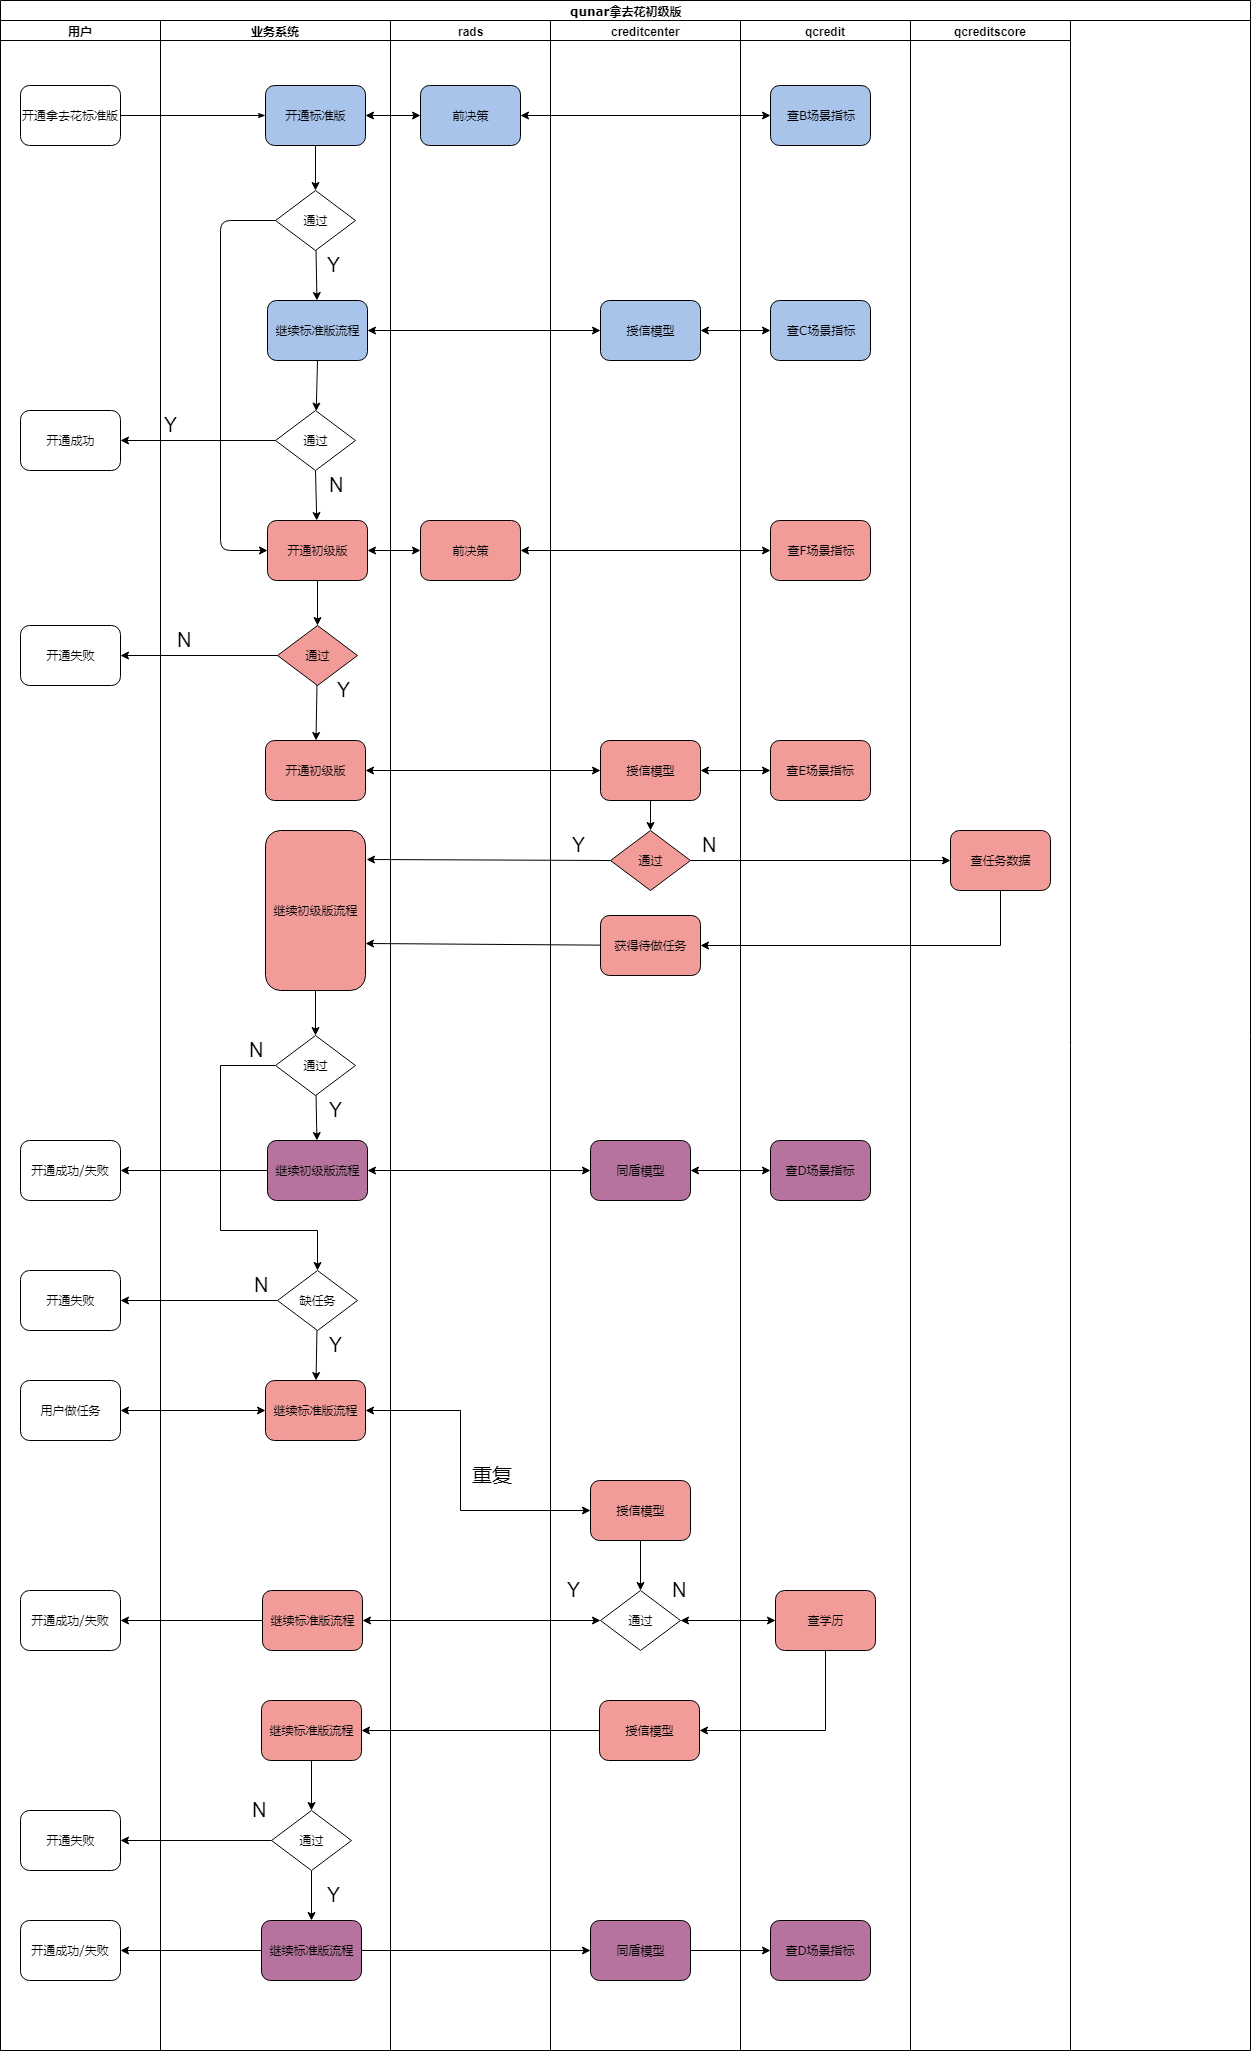 qunar拿去花初级版
用户 业务系统 rads creditcenter qcredit qcreditscore
开通拿去花标准版 开通标准版 前决策 查B场景指标
通过
Y
继续标准版流程 授信模型 查C场景指标
Y
开通成功 通过
N
开通初级版 前决策 查F场景指标
N
开通失败 通过
Y
开通初级版 授信模型 查E场景指标
Y N
通过 查任务数据
继续初级版流程
获得待做任务
N
通过
Y
开通成功/失败 继续初级版流程 同盾模型 查D场景指标
N
开通失败 缺任务
Y
用户做任务 继续标准版流程
重复
授信模型
Y N
开通成功/失败 继续标准版流程 通过 查学历
继续标准版流程 授信模型
N
开通失败 通过
Y
开通成功/失败 继续标准版流程 同盾模型 查D场景指标